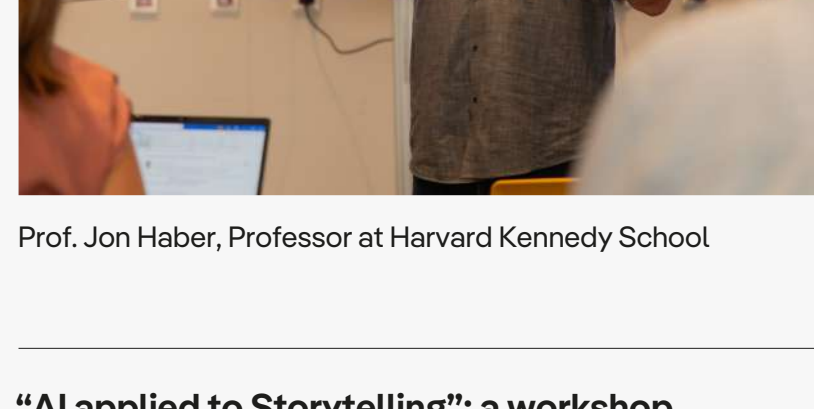 Prof. Jon Haber, Professor at Harvard Kennedy School
“AI applied to Storytelling”: a workshop